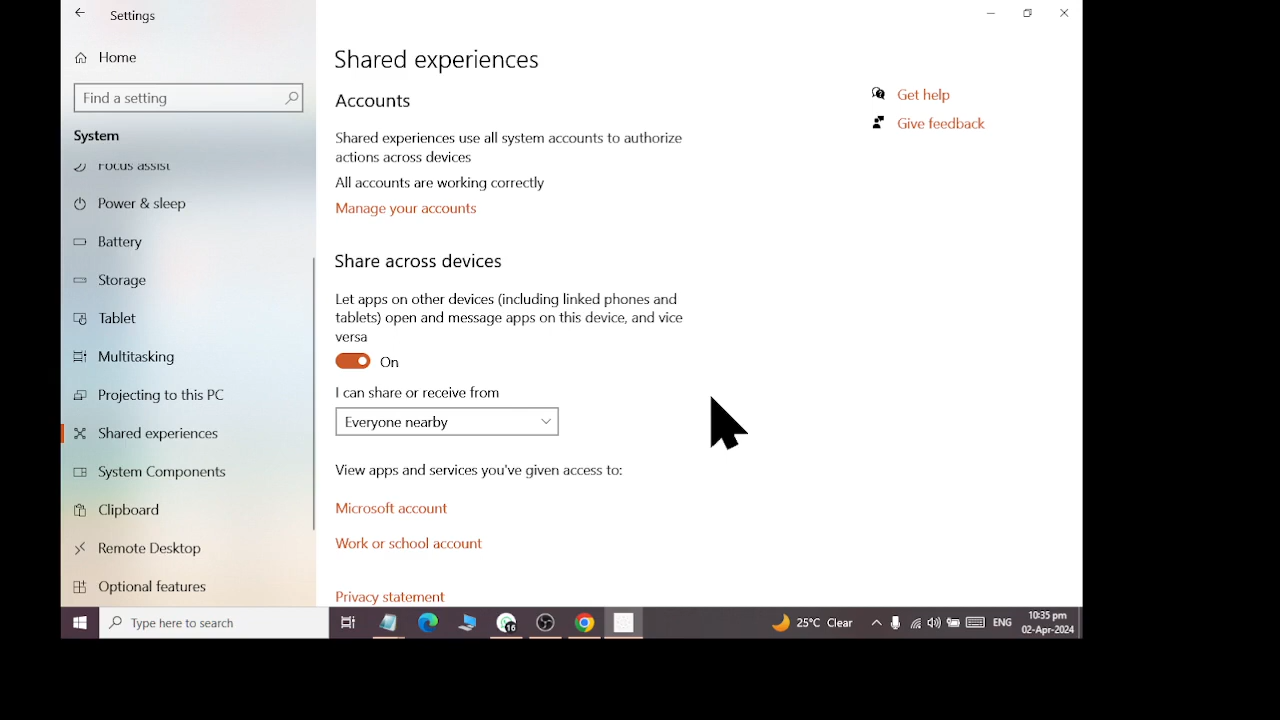 Settings
Home
Find a setting
System
Focus assist
Power & sleep
Battery
Storage
Tablet
Multitasking
Projecting to this PC
Shared experiences
System Components
Clipboard
Remote Desktop
Optional features
Shared experiences
Accounts
Shared experiences use all system accounts to authorize
actions across devices
All accounts are working correctly
Manage your accounts
Share across devices
Let apps on other devices (including linked phones and
tablets) open and message apps on this device, and vice
versa
On
I can share or receive from
Everyone nearby
View apps and services you've given access to:
Microsoft account
Work or school account
Privacy statement
Get help
Give feedback
Type here to search
16
25°C Clear
ENG
10:35 pm
02-Apr-2024